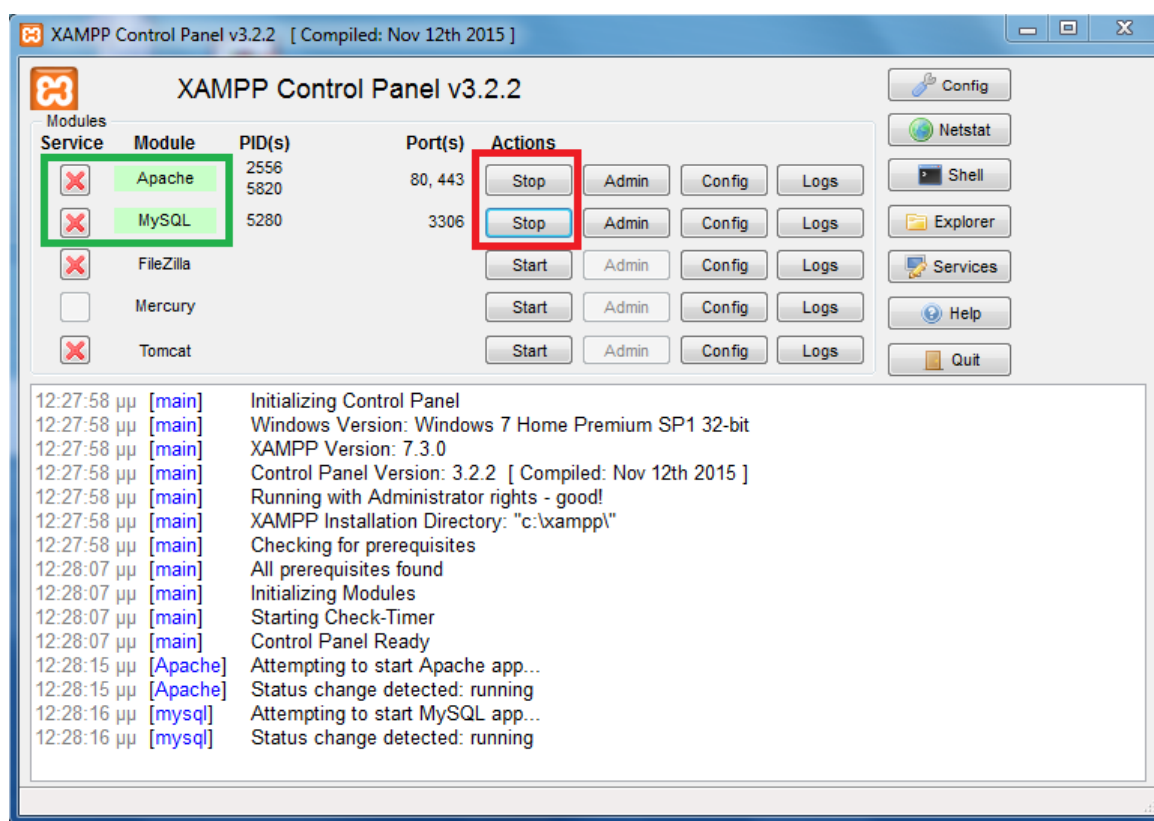 XAMPP Control Panel v3.2.2 [ Compiled: Nov 12th 2015 ]
XAMPP Control Panel v3.2.2
Config
Modules
Service Module PID(s) Port(s) Actions
Netstat
Apache 2556 5820 80, 443 Stop Admin Config Logs
Shell
MySQL 5280 3306 Stop Admin Config Logs
Explorer
FileZilla Start Admin Config Logs
Services
Mercury Start Admin Config Logs
Help
Tomcat Start Admin Config Logs
Quit
12:27:58 μμ [main] Initializing Control Panel
12:27:58 μμ [main] Windows Version: Windows 7 Home Premium SP1 32-bit
12:27:58 μμ [main] XAMPP Version: 7.3.0
12:27:58 μμ [main] Control Panel Version: 3.2.2 [ Compiled: Nov 12th 2015 ]
12:27:58 μμ [main] Running with Administrator rights - good!
12:27:58 μμ [main] XAMPP Installation Directory: "c:\xampp\"
12:27:58 μμ [main] Checking for prerequisites
12:28:07 μμ [main] All prerequisites found
12:28:07 μμ [main] Initializing Modules
12:28:07 μμ [main] Starting Check-Timer
12:28:07 μμ [main] Control Panel Ready
12:28:15 μμ [Apache] Attempting to start Apache app...
12:28:15 μμ [Apache] Status change detected: running
12:28:16 μμ [mysql] Attempting to start MySQL app...
12:28:16 μμ [mysql] Status change detected: running